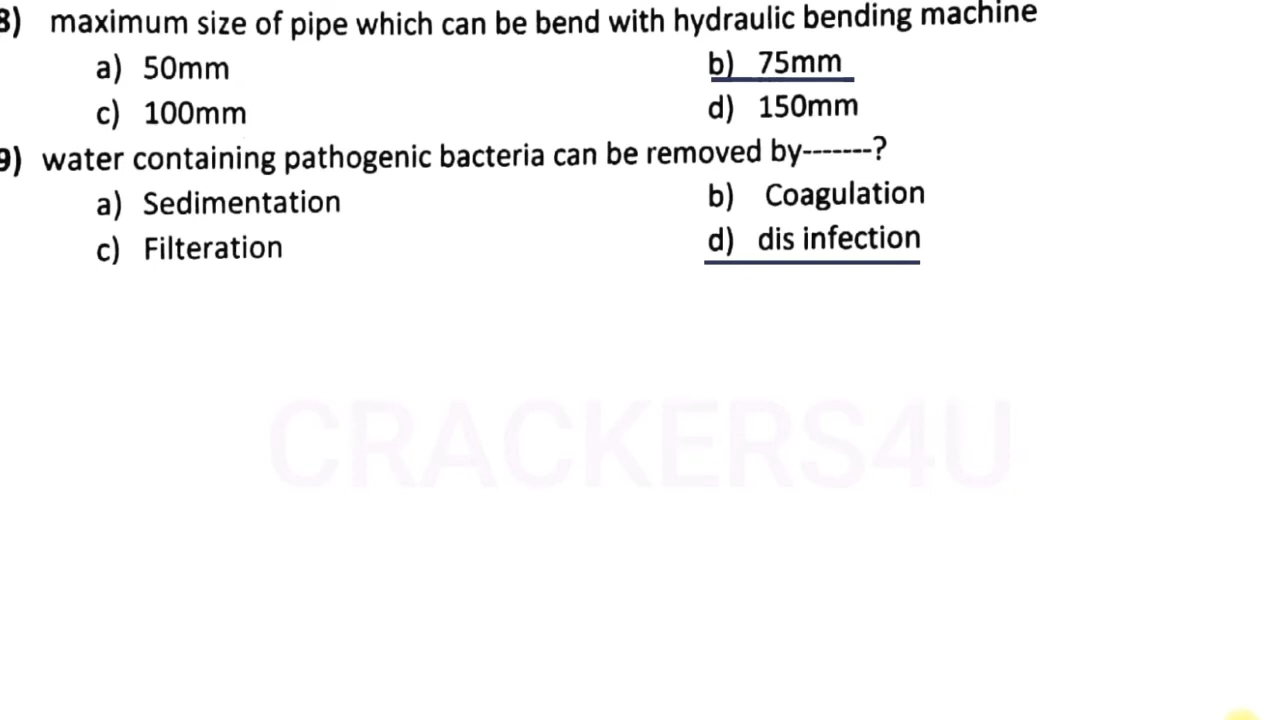 8) maximum size of pipe which can be bend with hydraulic bending machine
a) 50mm b) 75mm
c) 100mm d) 150mm
9) water containing pathogenic bacteria can be removed by-------?
a) Sedimentation b) Coagulation
c) Filteration d) dis infection
CRACKERS4U